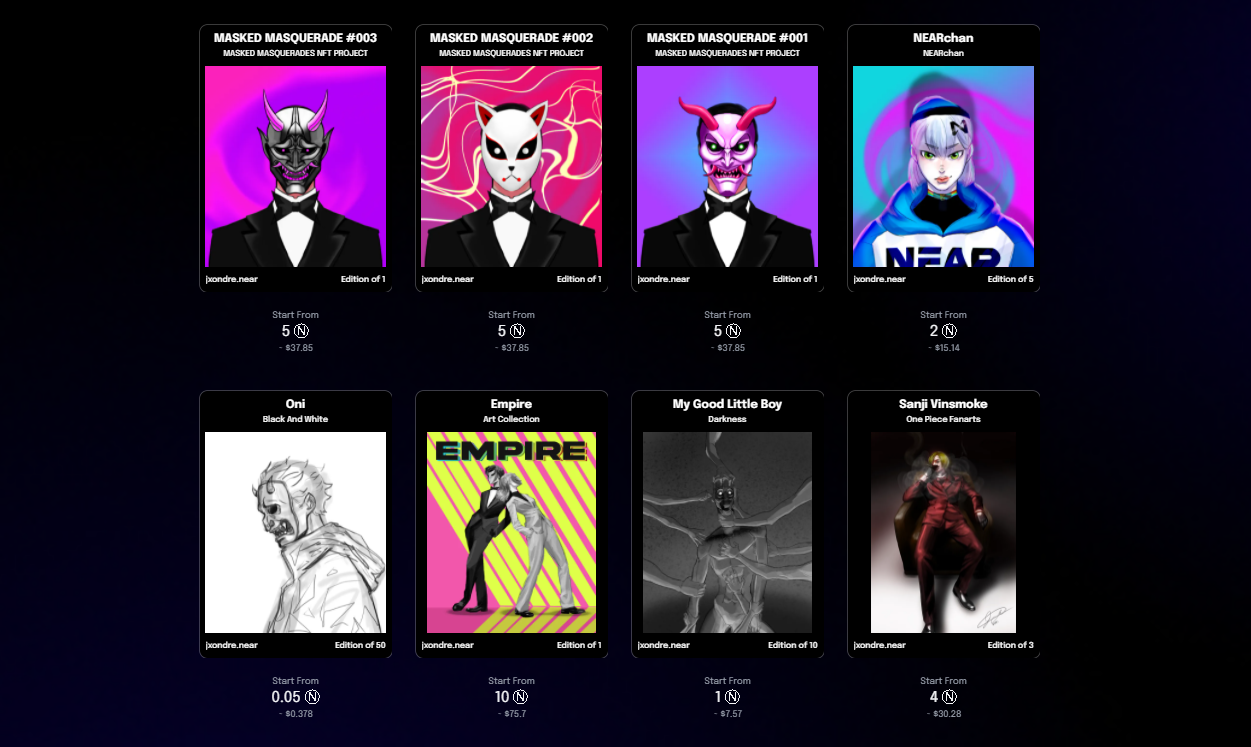 MASKED MASQUERADE #003
MASKED MASQUERADES NFT PROJECT
jxondre.near Edition of 1
Start From
5
~ $37.85
MASKED MASQUERADE #002
MASKED MASQUERADES NFT PROJECT
jxondre.near Edition of 1
Start From
5
~ $37.85
MASKED MASQUERADE #001
MASKED MASQUERADES NFT PROJECT
jxondre.near Edition of 1
Start From
5
~ $37.85
NEARchan
NEARchan
N
NEAR
jxondre.near Edition of 5
Start From
2
~ $15.14
Oni
Black And White
jxondre.near Edition of 50
Start From
0.05
~ $0.378
Empire
Art Collection
EMPIRE
jxondre.near Edition of 1
Start From
10
~ $75.7
My Good Little Boy
Darkness
jxondre.near Edition of 10
Start From
1
~ $7.57
Sanji Vinsmoke
One Piece Fanarts
jxondre.near Edition of 3
Start From
4
~ $30.28